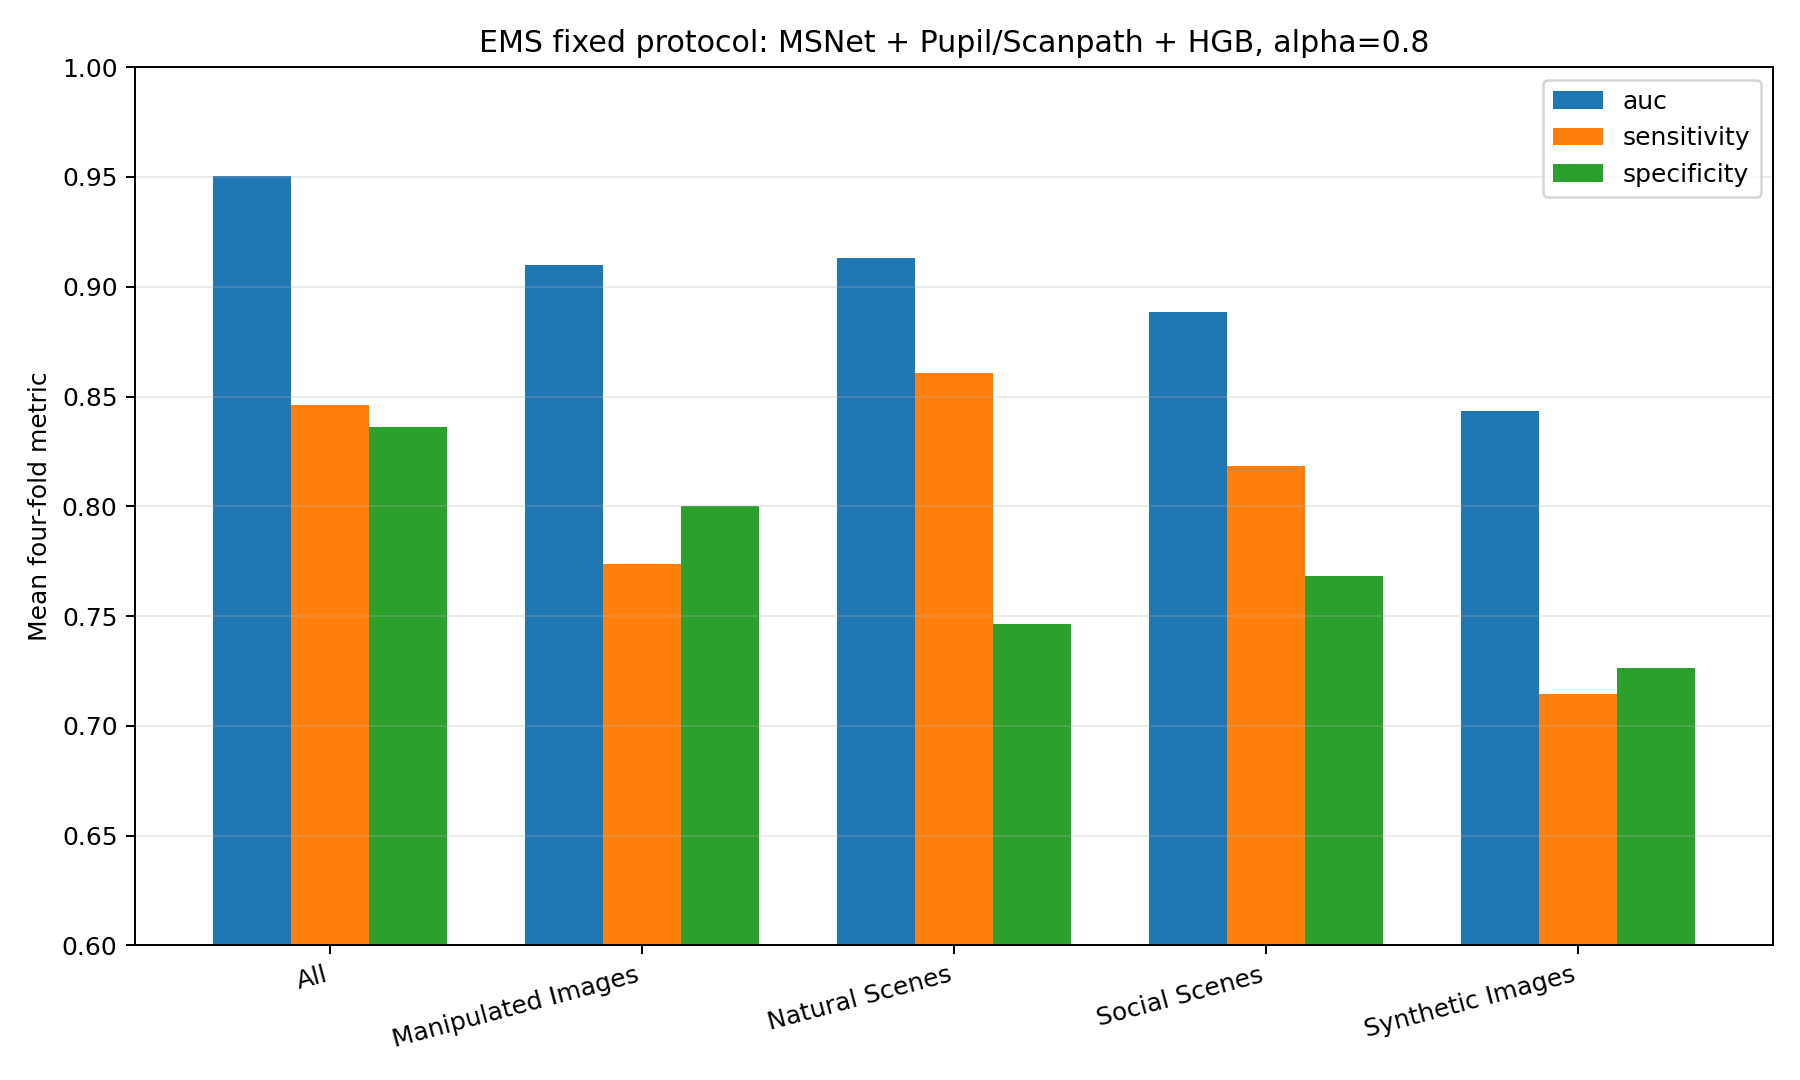 EMS fixed protocol: MSNet + Pupil/Scanpath + HGB, alpha=0.8
auc
sensitivity
specificity
Mean four-fold metric
1.00
0.95
0.90
0.85
0.80
0.75
0.70
0.65
0.60
All
Manipulated Images
Natural Scenes
Social Scenes
Synthetic Images